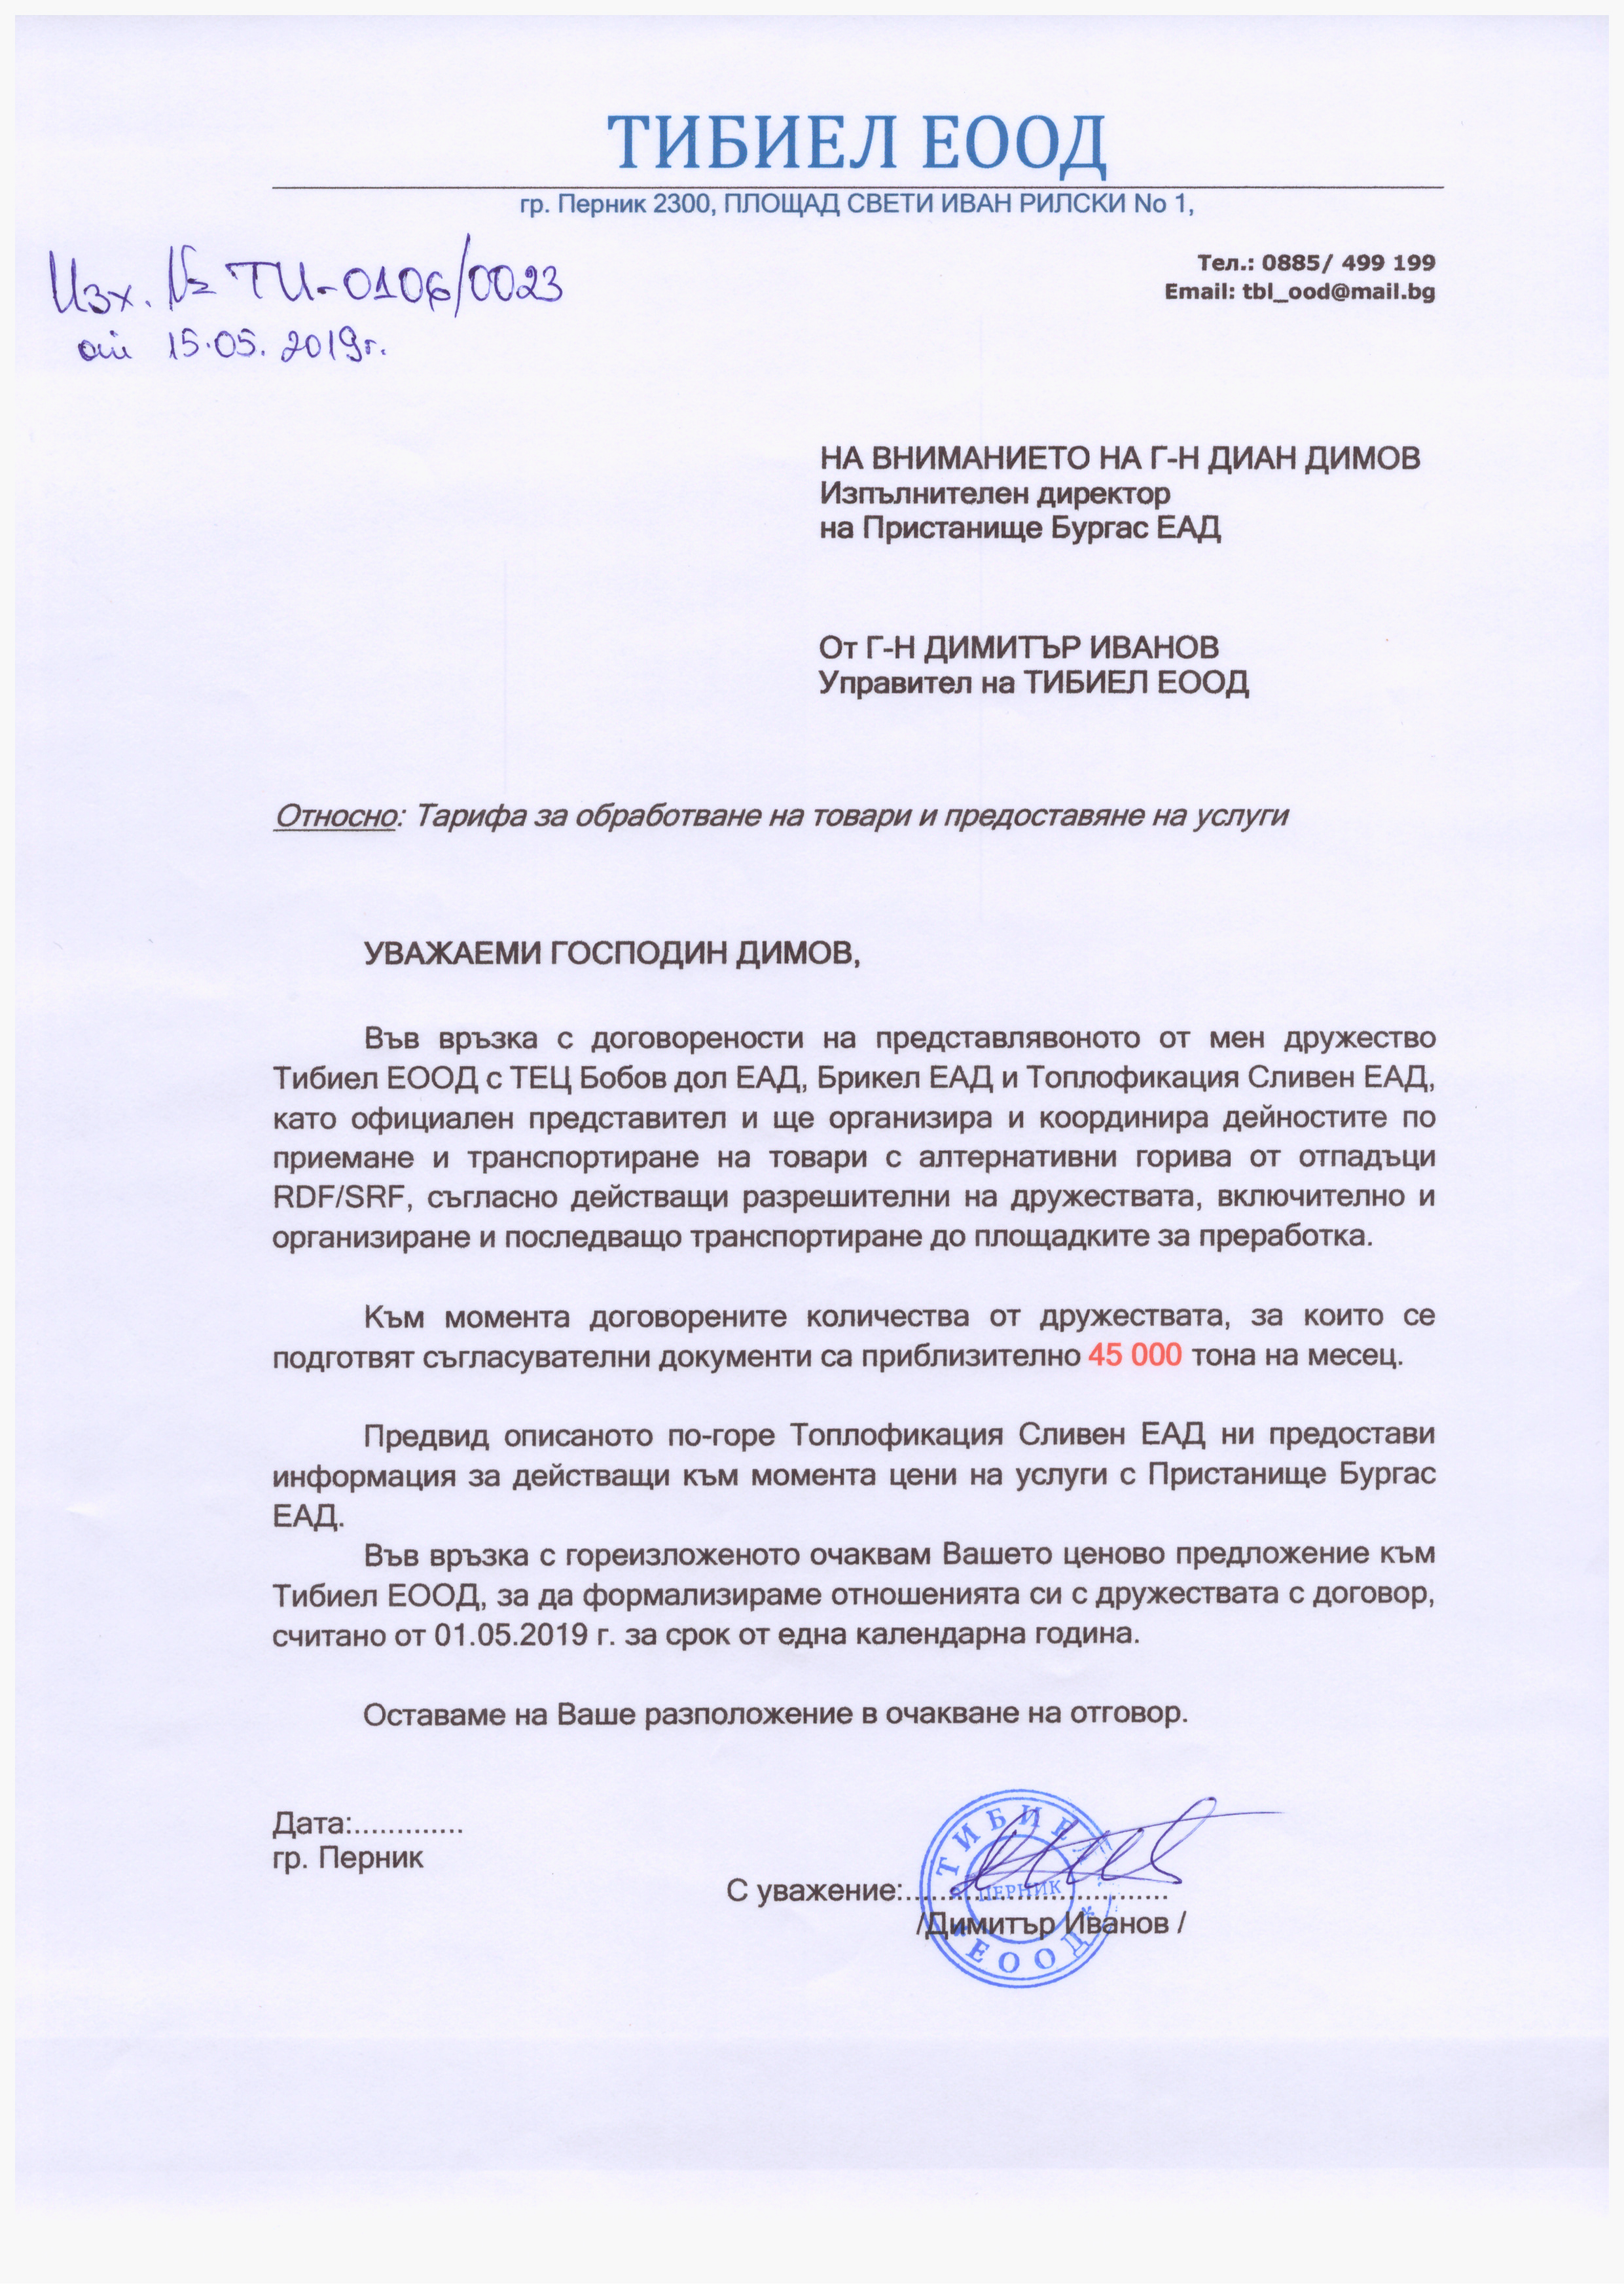 ТИБИЕЛ ЕООД
гр. Перник 2300, ПЛОЩАД СВЕТИ ИВАН РИЛСКИ No 1,
Тел.: 0885/ 499 199
Email: tbl_ood@mail.bg
Изх. № ТИ-0106/0023
от 15.05.2019г.
НА ВНИМАНИЕТО НА Г-Н ДИАН ДИМОВ
Изпълнителен директор
на Пристанище Бургас ЕАД
От Г-Н ДИМИТЪР ИВАНОВ
Управител на ТИБИЕЛ ЕООД
Относно: Тарифа за обработване на товари и предоставяне на услуги
УВАЖАЕМИ ГОСПОДИН ДИМОВ,
Във връзка с договорености на представлявоното от мен дружество
Тибиел ЕООД с ТЕЦ Бобов дол ЕАД, Брикел ЕАД и Топлофикация Сливен ЕАД,
като официален представител и ще организира и координира дейностите по
приемане и транспортиране на товари с алтернативни горива от отпадъци
RDF/SRF, съгласно действащи разрешителни на дружествата, включително и
организиране и последващо транспортиране до площадките за преработка.
Към момента договорените количества от дружествата, за които се
подготвят съгласувателни документи са приблизително 45 000 тона на месец.
Предвид описаното по-горе Топлофикация Сливен ЕАД ни предостави
информация за действащи към момента цени на услуги с Пристанище Бургас
ЕАД.
Във връзка с гореизложеното очаквам Вашето ценово предложение към
Тибиел ЕООД, за да формализираме отношенията си с дружествата с договор,
считано от 01.05.2019 г. за срок от една календарна година.
Оставаме на Ваше разположение в очакване на отговор.
Дата:.............
гр. Перник
С уважение:................................
/Димитър Иванов /
ТИБИЕЛ
ПЕРНИК
* ЕООД *